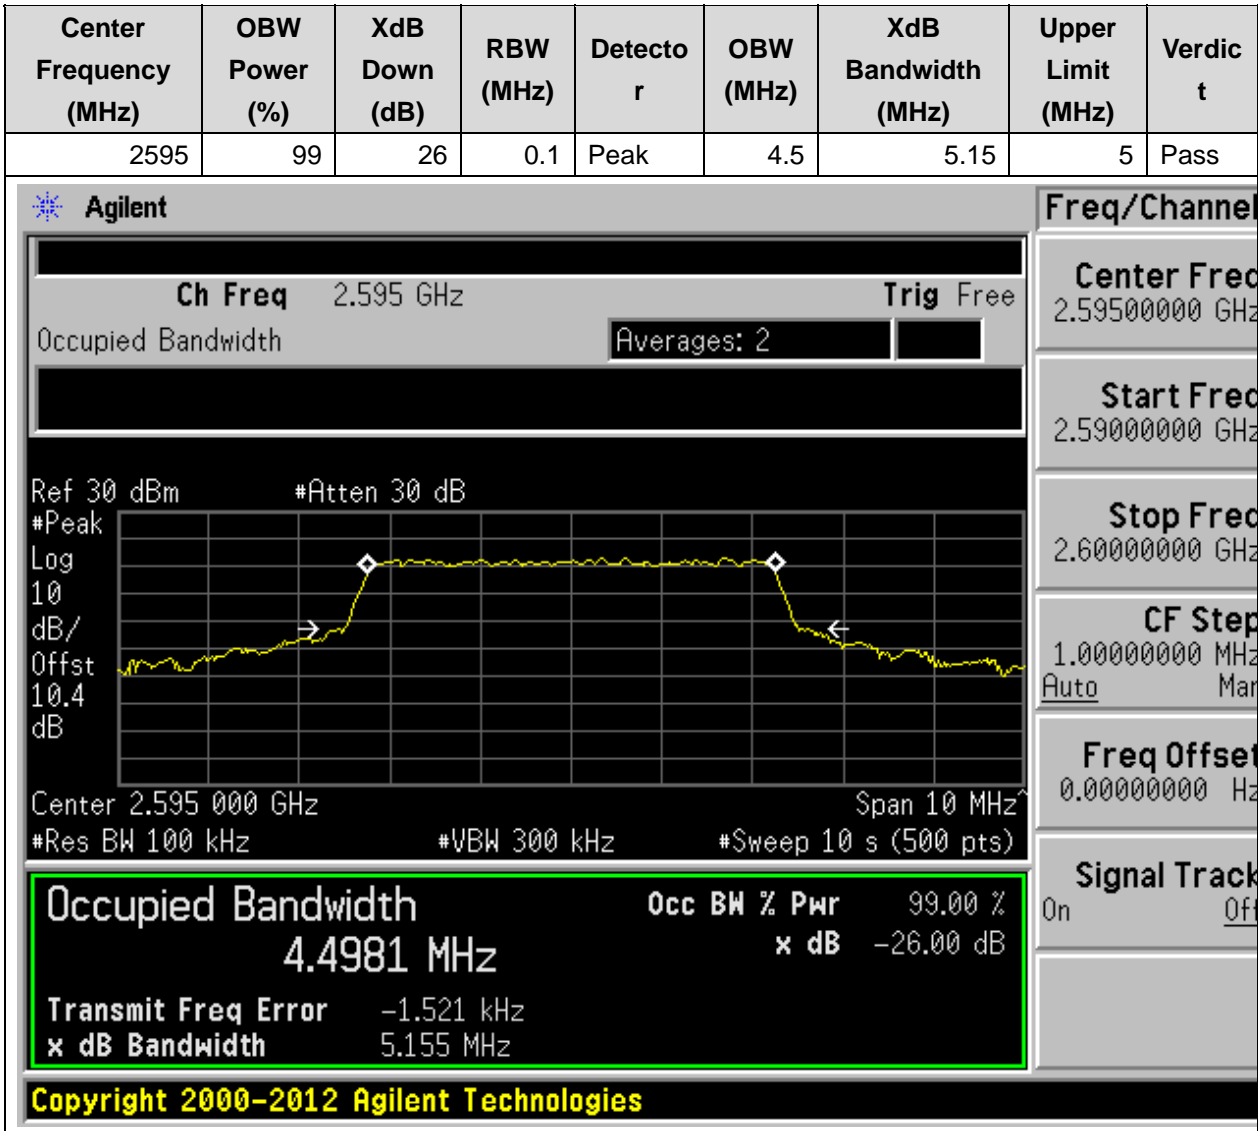 Center Frequency (MHz) OBW Power (%) XdB Down (dB) RBW (MHz) Detecto r OBW (MHz) XdB Bandwidth (MHz) Upper Limit (MHz) Verdic t
2595 99 26 0.1 Peak 4.5 5.15 5 Pass
Agilent
Freq/Channel
Ch Freq 2.595 GHz Trig Free
Occupied Bandwidth Averages: 2
Center Freq
2.59500000 GHz
Start Freq
2.59000000 GHz
Stop Freq
2.60000000 GHz
CF Step
1.00000000 MHz
Auto Man
Freq Offset
0.00000000 Hz
Signal Track
On Off
Ref 30 dBm #Atten 30 dB
#Peak
Log
10
dB/
Offst
10.4
dB
Center 2.595 000 GHz Span 10 MHz^
#Res BW 100 kHz #VBW 300 kHz #Sweep 10 s (500 pts)
Occupied Bandwidth Occ BW % Pwr 99.00 %
4.4981 MHz x dB -26.00 dB
Transmit Freq Error -1.521 kHz
x dB Bandwidth 5.155 MHz
Copyright 2000-2012 Agilent Technologies